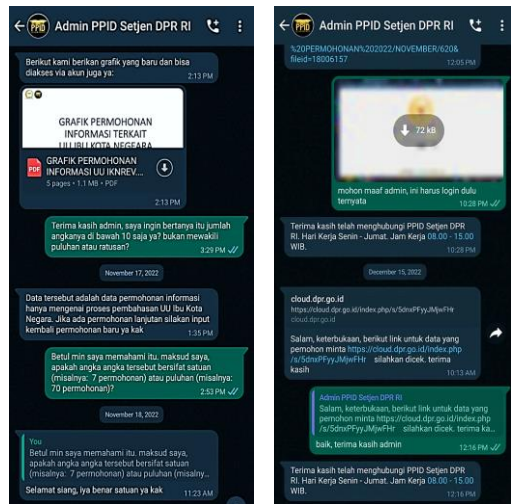 Admin PPID Setjen DPR RI
Berikut kami berikan grafik yang baru dan bisa
diakses via akun juga ya:
2:13 PM
GRAFIK PERMOHONAN
INFORMASI TERKAIT
UU IBU KOTA NEGEARA
GRAFIK PERMOHONAN
INFORMASI UU IKNREV....
5 pages • 1.1 MB • PDF
PDF
2:13 PM
Terima kasih admin, saya ingin bertanya itu jumlah
angkanya di bawah 10 saja ya? bukan mewakili
puluhan atau ratusan?
3:29 PM
November 17, 2022
Data tersebut adalah data permohonan informasi
hanya mengenai proses pembahasan UU Ibu Kota
Negara. Jika ada permohonan lanjutan silakan input
kembali permohonan baru ya kak
1:35 PM
Betul min saya memahami itu. maksud saya,
apakah angka angka tersebut bersifat satuan
(misalnya: 7 permohonan) atau puluhan (misalnya:
70 permohonan)?
2:53 PM
November 18, 2022
You
Betul min saya memahami itu. maksud saya,
apakah angka angka tersebut bersifat satuan
(misalnya: 7 permohonan) atau puluhan (misalny...
Selamat siang, iya benar satuan ya kak
11:23 AM
Admin PPID Setjen DPR RI
%20PERMOHONAN%202022/NOVEMBER/620&
fileid=18006157
12:05 PM
72 kB
mohon maaf admin, ini harus login dulu
ternyata
10:28 PM
Terima kasih telah menghubungi PPID Setjen DPR
RI. Hari Kerja Senin - Jumat. Jam Kerja 08.00 - 15.00
WIB.
10:28 PM
December 15, 2022
cloud.dpr.go.id
https://cloud.dpr.go.id/index.php/s/5dnxPFyyJMjwFHr
cloud.dpr.go.id
Salam, keterbukaan, berikut link untuk data yang
pemohon minta https://cloud.dpr.go.id/index.php
/s/5dnxPFyyJMjwFHr silahkan dicek. terima
kasih
10:13 AM
Admin PPID Setjen DPR RI
Salam, keterbukaan, berikut link untuk data yang
pemohon minta https://cloud.dpr.go.id/index.php
/s/5dnxPFyyJMjwFHr silahkan dicek. terima ka...
baik, terima kasih admin
12:16 PM
Terima kasih telah menghubungi PPID Setjen DPR
RI. Hari Kerja Senin - Jumat. Jam Kerja 08.00 - 15.00
WIB.
12:16 PM